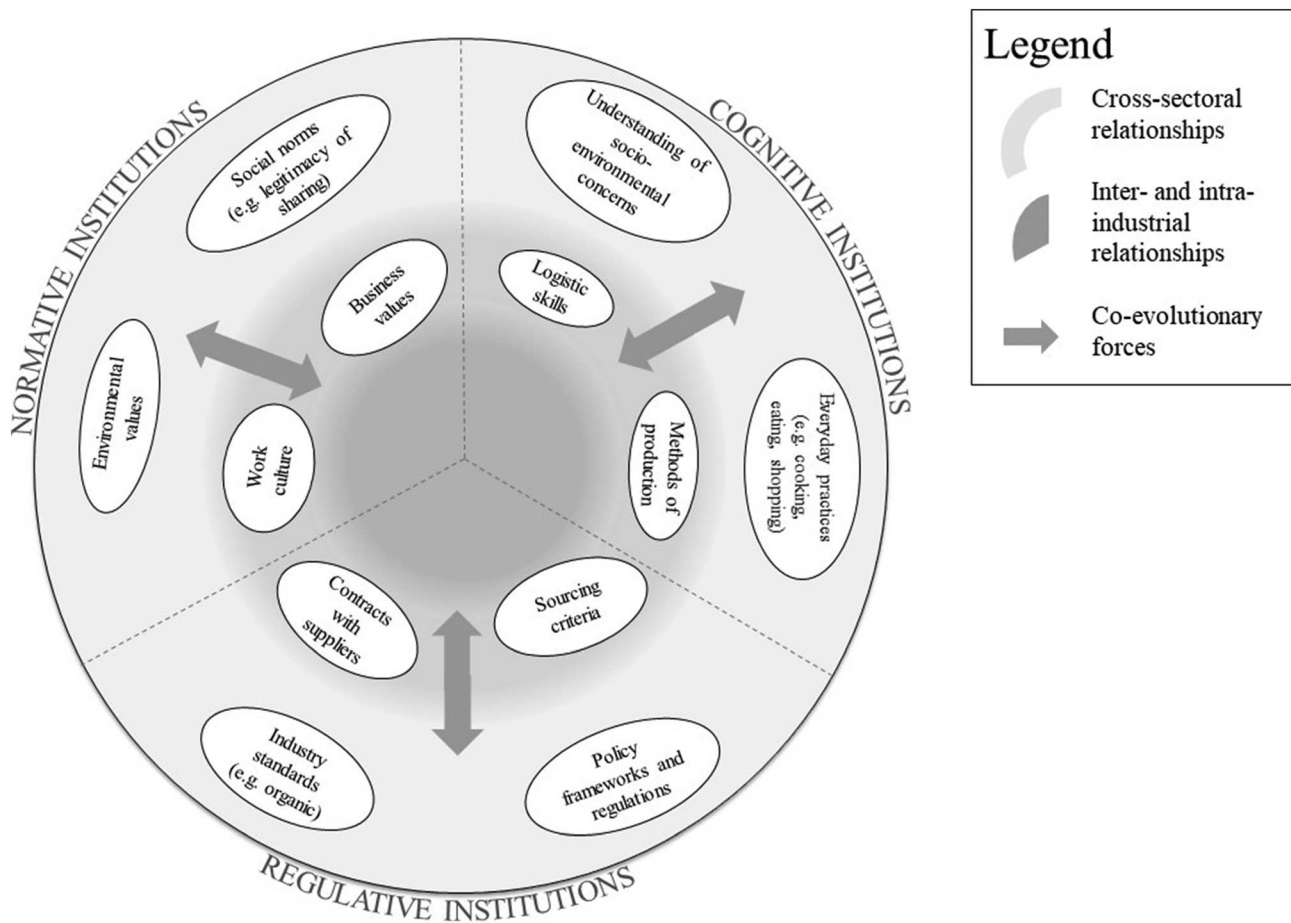 NORMATIVE INSTITUTIONS
COGNITIVE INSTITUTIONS
REGULATIVE INSTITUTIONS
Social norms
(e.g. legitimacy of
sharing)
Understanding of
socio-
environmental
concerns
Business
values
Logistic
skills
Environmental
values
Work
culture
Methods of
production
Everyday practices
(e.g. cooking,
eating, shopping)
Contracts
with
suppliers
Sourcing
criteria
Industry
standards
(e.g. organic)
Policy
frameworks and
regulations
Legend
Cross-sectoral
relationships
Inter- and intra-
industrial
relationships
Co-evolutionary
forces